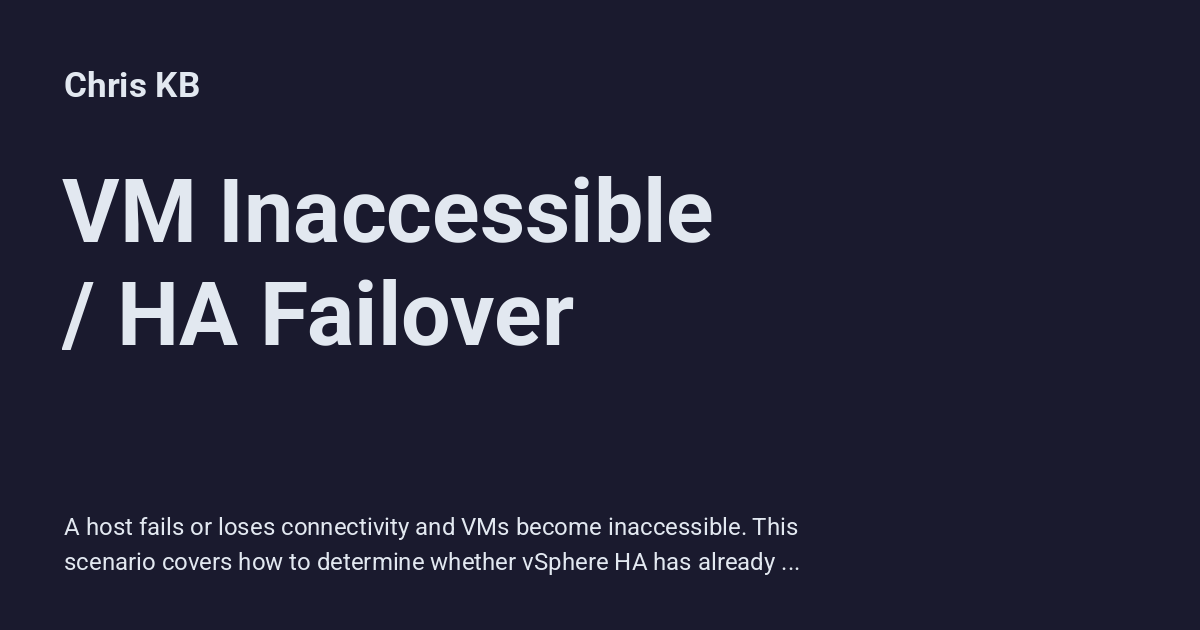 Chris KB
VM Inaccessible
/ HA Failover
A host fails or loses connectivity and VMs become inaccessible. This
scenario covers how to determine whether vSphere HA has already ...